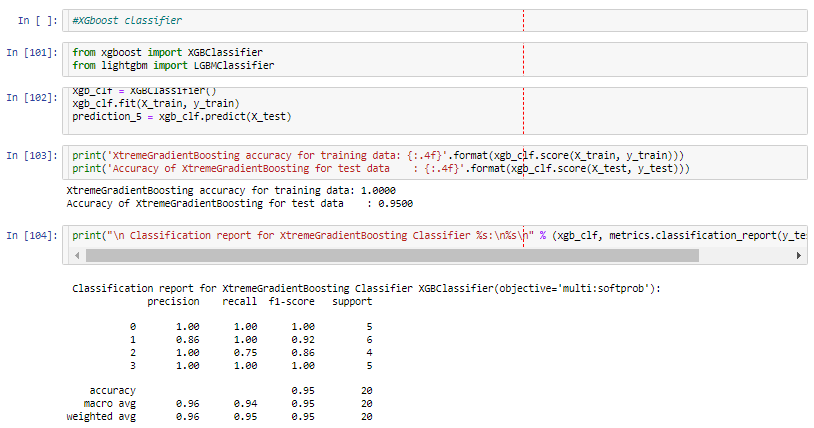 In [ ]: #XGboost classifier
In [101]: from xgboost import XGBClassifier
from lightgbm import LGBMClassifier
In [102]: xgb_clf = XGBClassifier()
xgb_clf.fit(X_train, y_train)
prediction_5 = xgb_clf.predict(X_test)
In [103]: print('XtremeGradientBoosting accuracy for training data: {:.4f}'.format(xgb_clf.score(X_train, y_train)))
print('Accuracy of XtremeGradientBoosting for test data    : {:.4f}'.format(xgb_clf.score(X_test, y_test)))
XtremeGradientBoosting accuracy for training data: 1.0000
Accuracy of XtremeGradientBoosting for test data    : 0.9500
In [104]: print("\n Classification report for XtremeGradientBoosting Classifier %s:\n%s\n" % (xgb_clf, metrics.classification_report(y_te
Classification report for XtremeGradientBoosting Classifier XGBClassifier(objective='multi:softprob'):
precision recall f1-score support
0 1.00 1.00 1.00 5
1 0.86 1.00 0.92 6
2 1.00 0.75 0.86 4
3 1.00 1.00 1.00 5
accuracy 0.95 20
macro avg 0.96 0.94 0.95 20
weighted avg 0.96 0.95 0.95 20